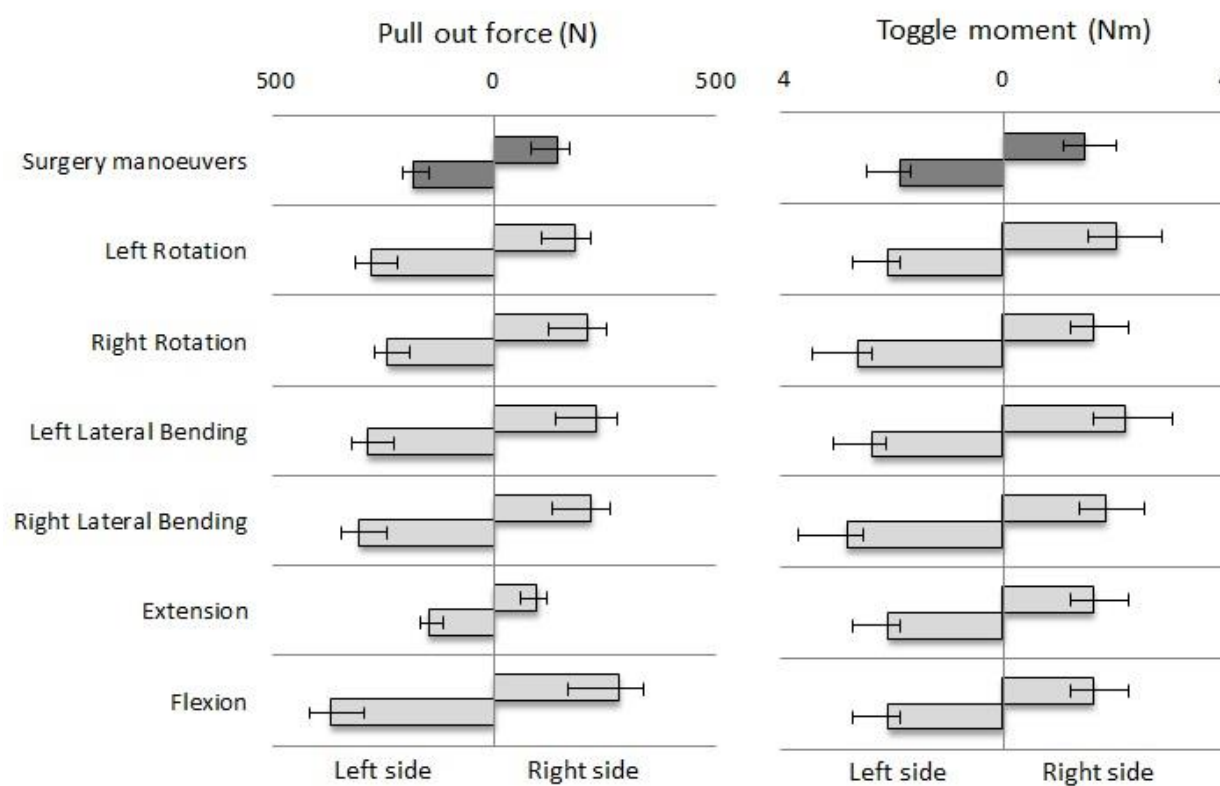 Pull out force (N)
Toggle moment (Nm)
500 0 500
4 0 4
Surgery manoeuvers
Left Rotation
Right Rotation
Left Lateral Bending
Right Lateral Bending
Extension
Flexion
Left side Right side
Left side Right side